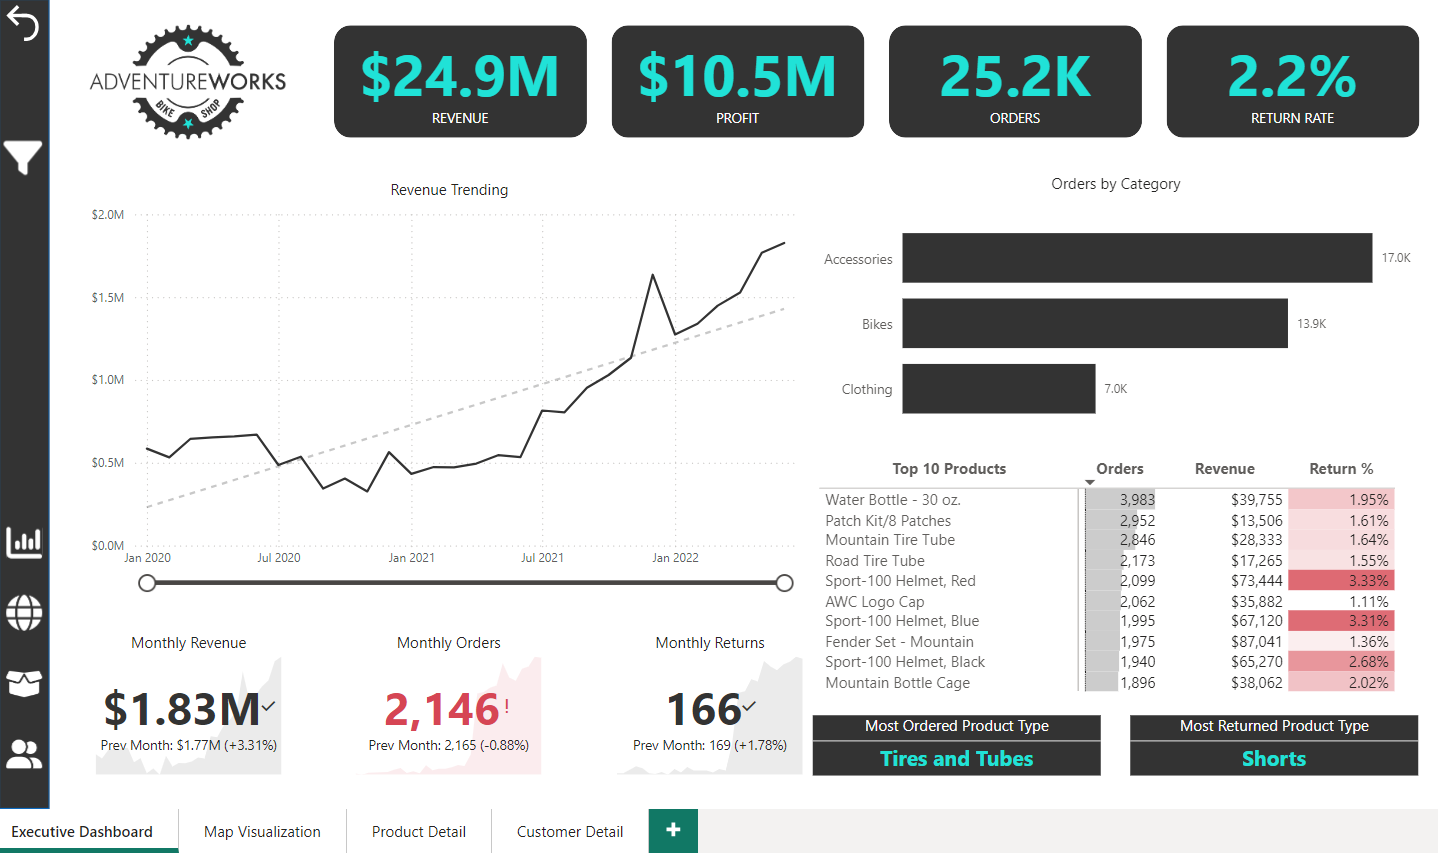 ADVENTUREWORKS
BIKE SHOP
$24.9M
REVENUE
$10.5M
PROFIT
25.2K
ORDERS
2.2%
RETURN RATE
Revenue Trending
$2.0M
$1.5M
$1.0M
$0.5M
$0.0M
Jan 2020 Jul 2020 Jan 2021 Jul 2021 Jan 2022
Orders by Category
Accessories 17.0K
Bikes 13.9K
Clothing 7.0K
Top 10 Products Orders Revenue Return %
Water Bottle - 30 oz. 3,983 $39,755 1.95%
Patch Kit/8 Patches 2,952 $13,506 1.61%
Mountain Tire Tube 2,846 $28,333 1.64%
Road Tire Tube 2,173 $17,265 1.55%
Sport-100 Helmet, Red 2,099 $73,444 3.33%
AWC Logo Cap 2,062 $35,882 1.11%
Sport-100 Helmet, Blue 1,995 $67,120 3.31%
Fender Set - Mountain 1,975 $87,041 1.36%
Sport-100 Helmet, Black 1,940 $65,270 2.68%
Mountain Bottle Cage 1,896 $38,062 2.02%
Monthly Revenue
$1.83M
Prev Month: $1.77M (+3.31%)
Monthly Orders
2,146!
Prev Month: 2,165 (-0.88%)
Monthly Returns
166
Prev Month: 169 (+1.78%)
Most Ordered Product Type
Tires and Tubes
Most Returned Product Type
Shorts
Executive Dashboard Map Visualization Product Detail Customer Detail +